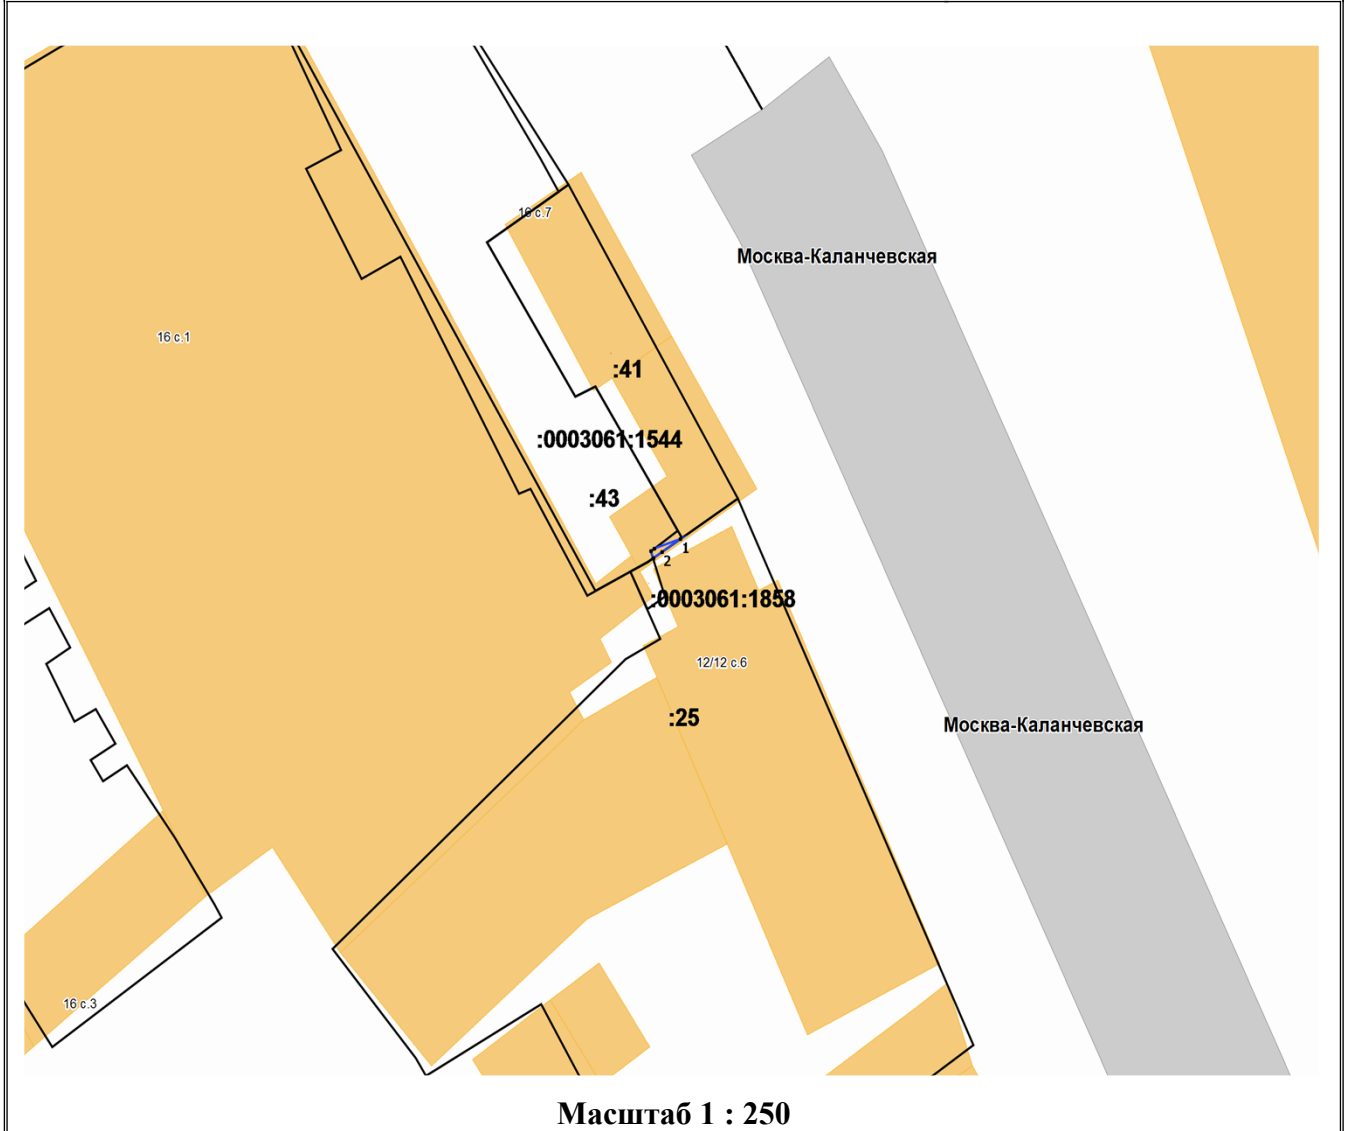 16 с.7
Москва-Каланчевская
16 с.1
:41
:0003061:1544
:43
1
2
:0003061:1858
12/12 с.6
:25
Москва-Каланчевская
16 с.3
Масштаб 1 : 250